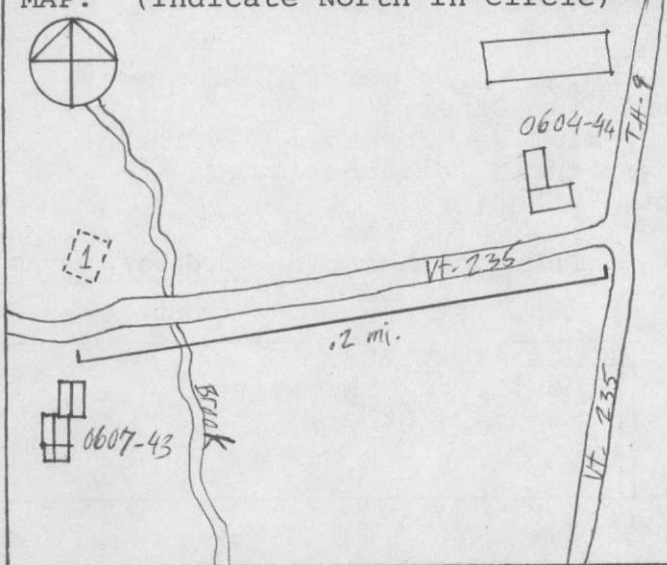 MAP: (Indicate North in Circle)
0604-44
T.H-9
1
Vt. 235
.2 mi.
Brook
0607-43
Vt. 235